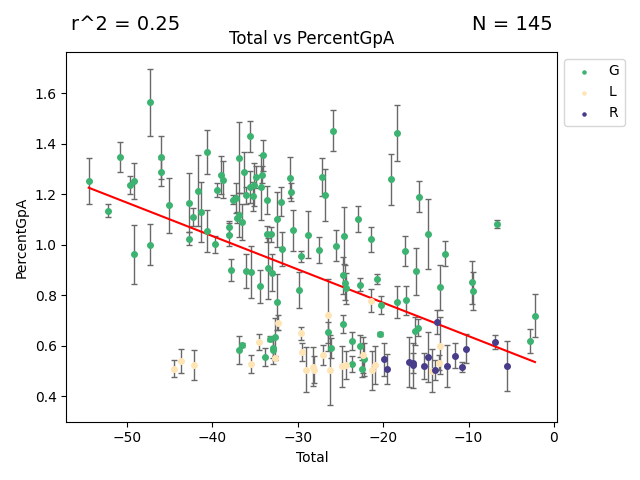 r^2 = 0.25 N = 145
Total vs PercentGpA
G
L
R
PercentGpA
1.6
1.4
1.2
1.0
0.8
0.6
0.4
−50 −40 −30 −20 −10 0
Total